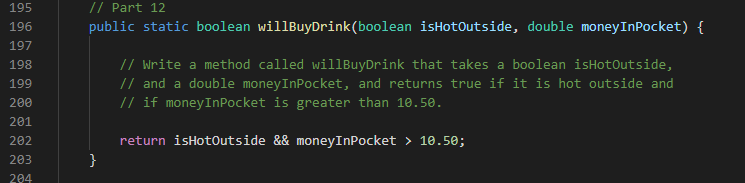 195 // Part 12
196 public static boolean willBuyDrink(boolean isHotOutside, double moneyInPocket) {
197
198 // Write a method called willBuyDrink that takes a boolean isHotOutside,
199 // and a double moneyInPocket, and returns true if it is hot outside and
200 // if moneyInPocket is greater than 10.50.
201
202 return isHotOutside && moneyInPocket > 10.50;
203 }
204